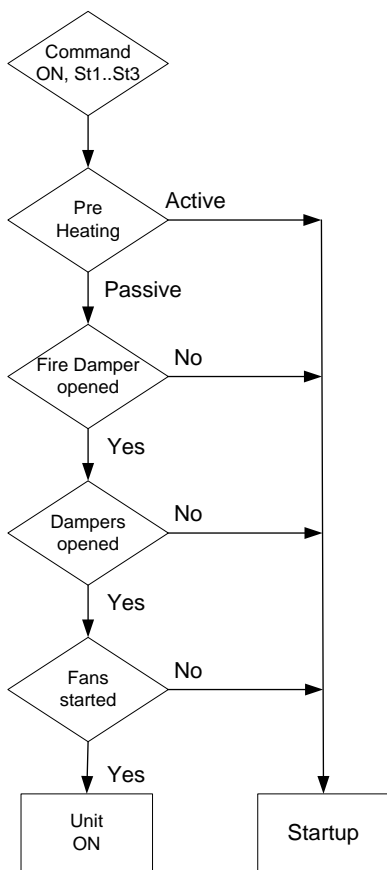 Command
ON, St1..St3
Pre
Heating
Active
Passive
Fire Damper
opened
No
Yes
Dampers
opened
No
Yes
Fans
started
No
Yes
Unit
ON
Startup